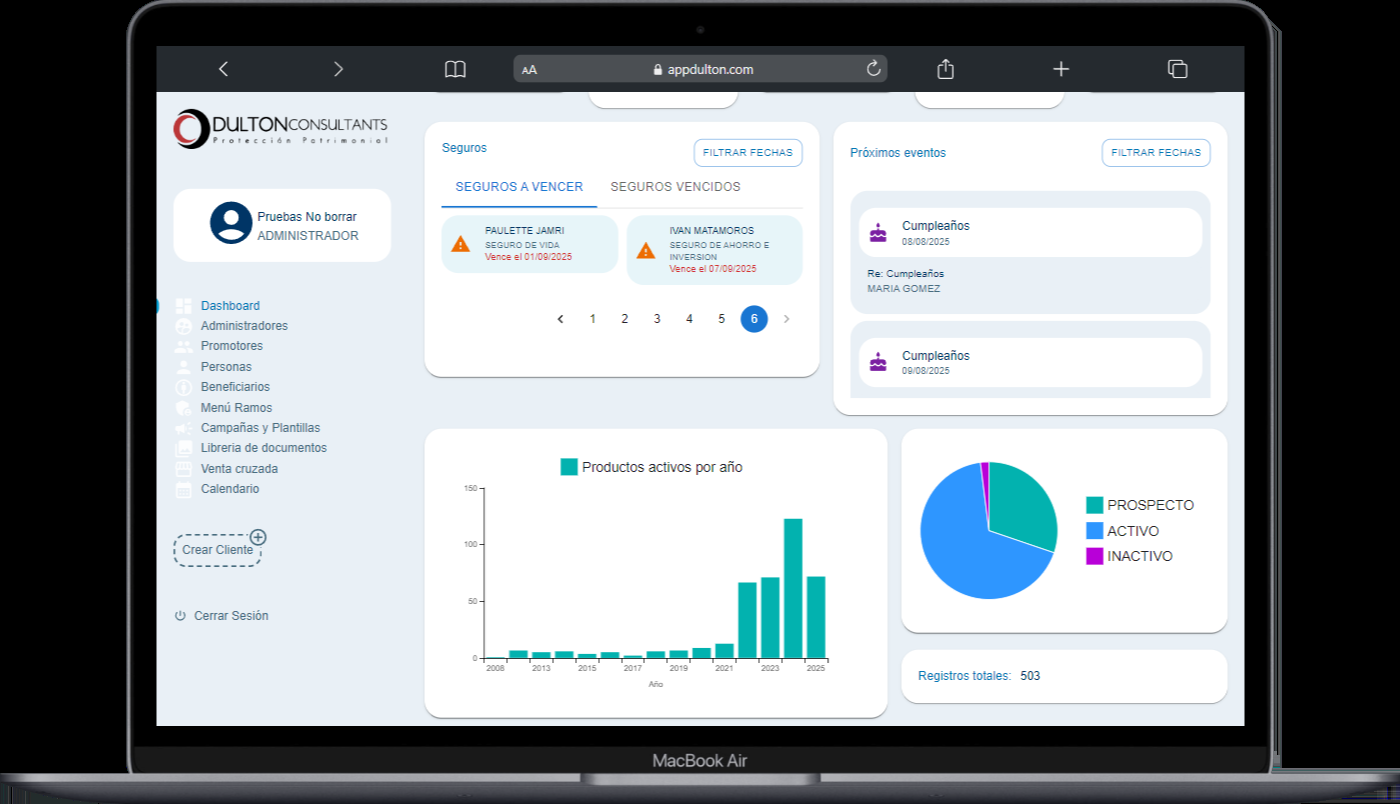 AA
appdulton.com
DULTONCONSULTANTS
Protección Patrimonial
Pruebas No borrar
ADMINISTRADOR
Dashboard
Administradores
Promotores
Personas
Beneficiarios
Menú Ramos
Campañas y Plantillas
Libreria de documentos
Venta cruzada
Calendario
Crear Cliente
Cerrar Sesión
Seguros
FILTRAR FECHAS
SEGUROS A VENCER
SEGUROS VENCIDOS
PAULETTE JAMRI
SEGURO DE VIDA
Vence el 01/09/2025
IVAN MATAMOROS
SEGURO DE AHORRO E
INVERSION
Vence el 07/09/2025
1 2 3 4 5 6
Próximos eventos
FILTRAR FECHAS
Cumpleaños
08/08/2025
Re: Cumpleaños
MARIA GOMEZ
Cumpleaños
09/08/2025
Productos activos por año
150
100
50
0
2008 2013 2015 2017 2019 2021 2023 2025
Año
PROSPECTO
ACTIVO
INACTIVO
Registros totales: 503
MacBook Air